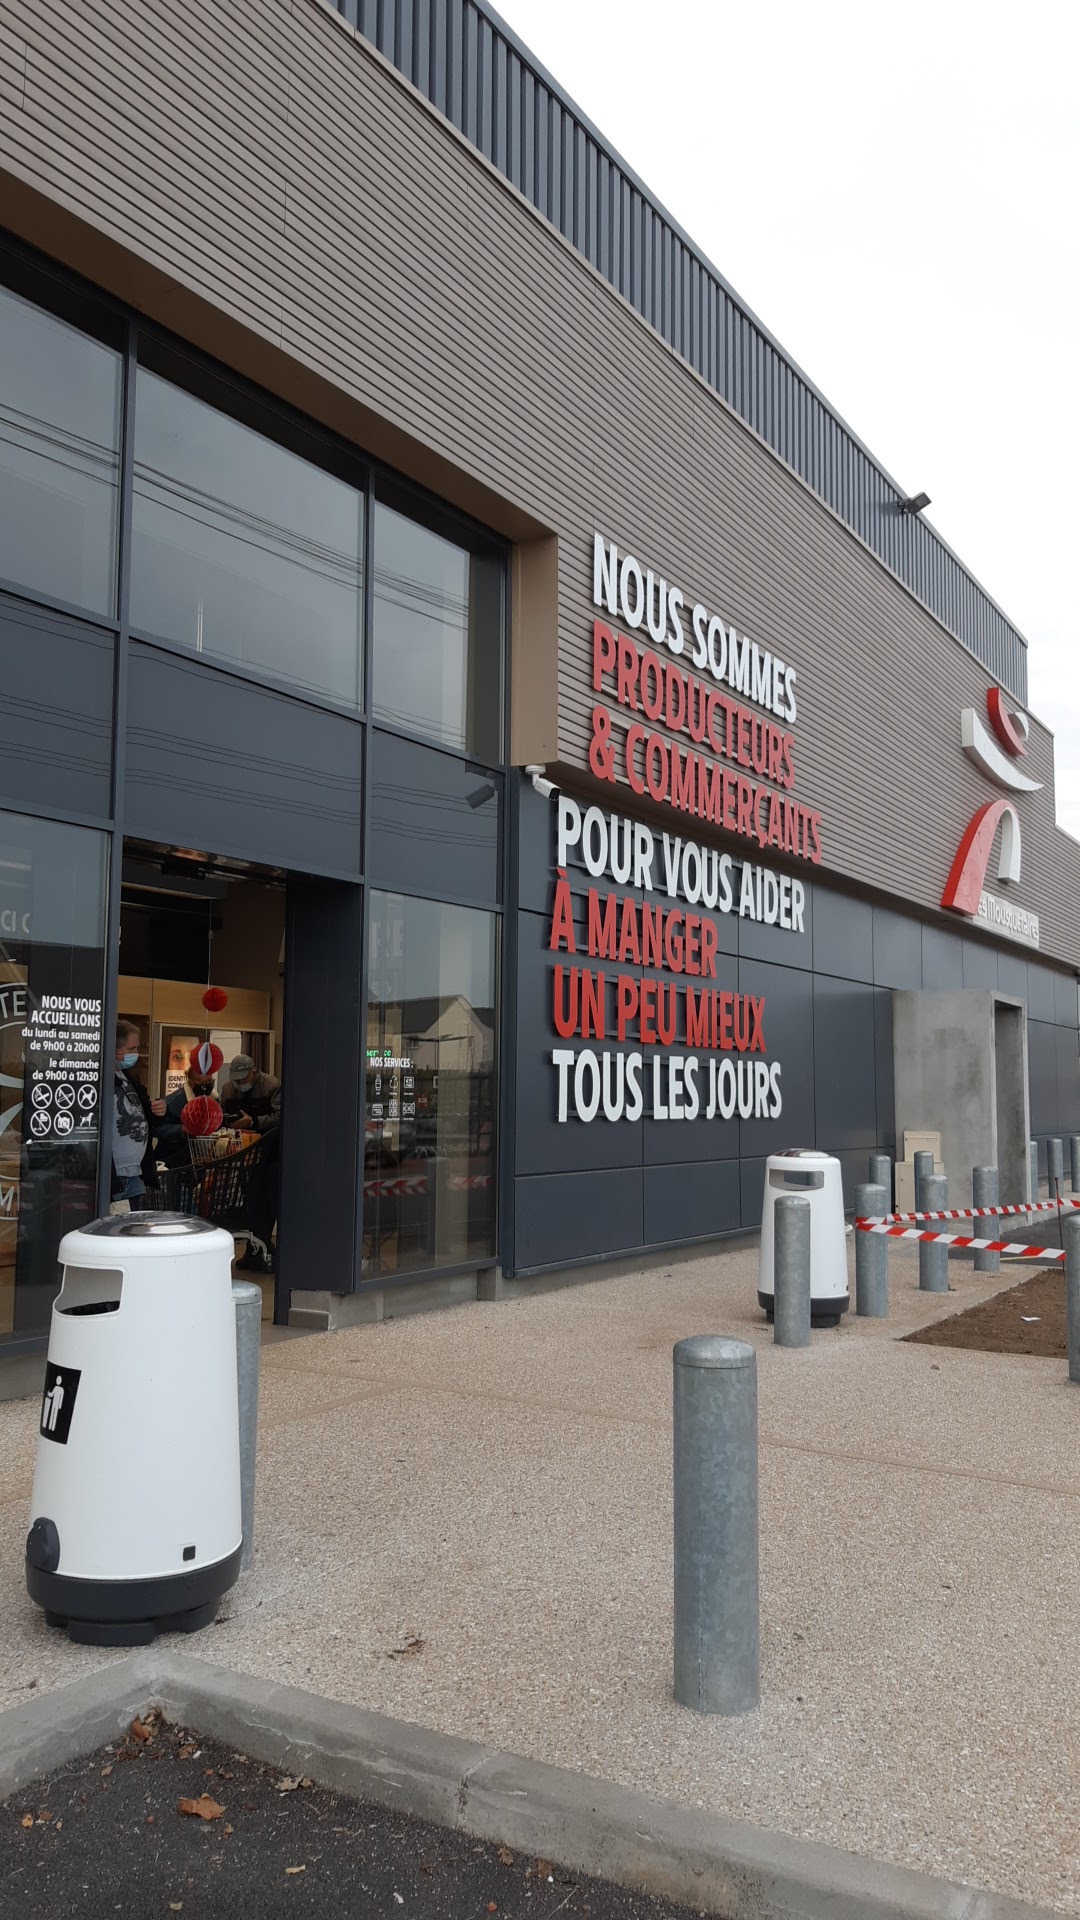 NOUS SOMMES
PRODUCTEURS
& COMMERÇANTS
POUR VOUS AIDER
À MANGER
UN PEU MIEUX
TOUS LES JOURS
Les Mousquetaires
NOUS VOUS
ACCUEILLONS
du lundi au samedi
de 9h00 à 20h00
le dimanche
de 9h00 à 12h30
NOS SERVICES :
service